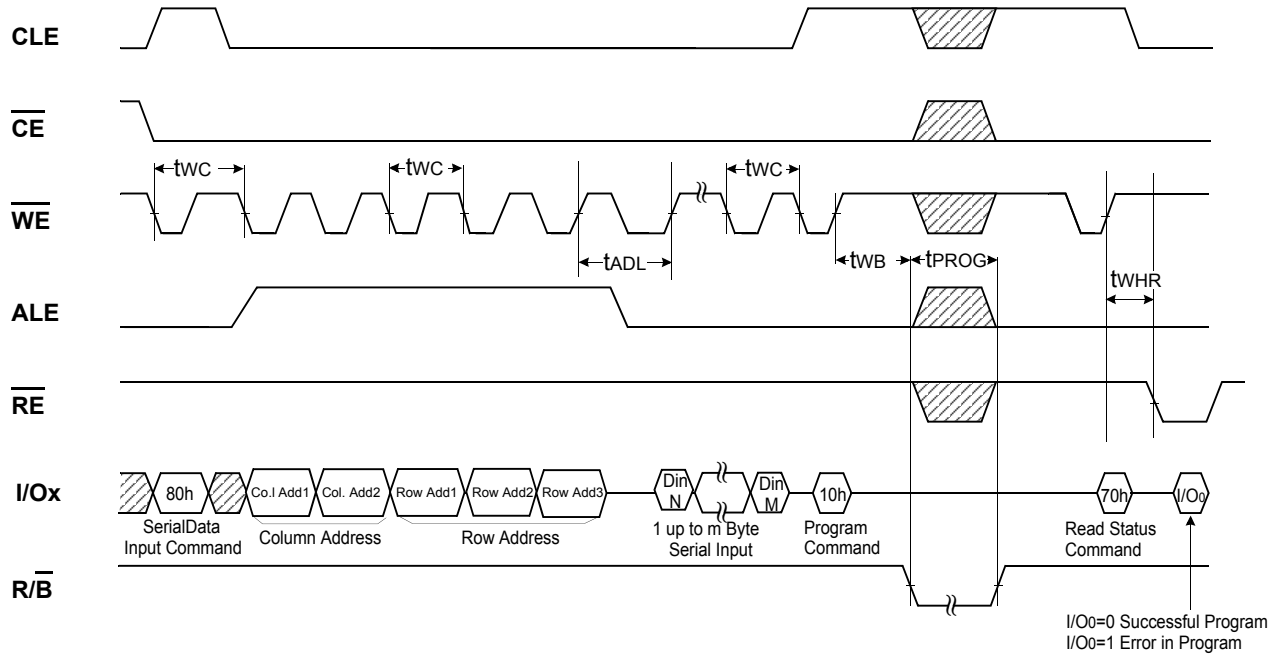 CLE
CE
tWC
tWC
tWC
WE
tADL
tWB
tPROG
tWHR
ALE
RE
I/Ox
80h
Co.l Add1
Col. Add2
Row Add1
Row Add2
Row Add3
Din
N
Din
M
10h
70h
I/O0
SerialData
Input Command
Column Address
Row Address
1 up to m Byte
Serial Input
Program
Command
Read Status
Command
R/B
I/O0=0 Successful Program
I/O0=1 Error in Program